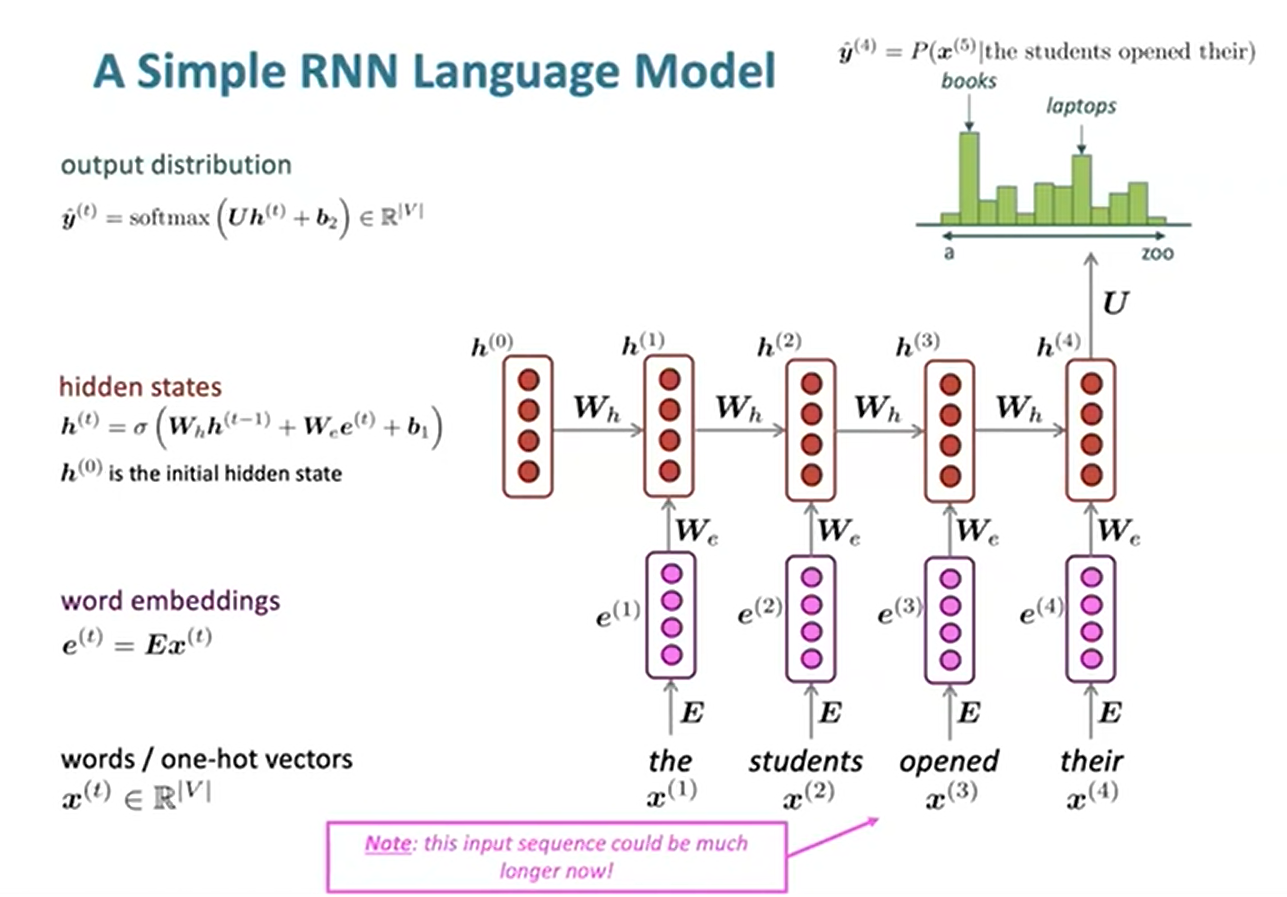 A Simple RNN Language Model
ŷ⁽⁴⁾ = P(x⁽⁵⁾|the students opened their)
books
laptops
a
zoo
output distribution
ŷ⁽ᵗ⁾ = softmax (Uh⁽ᵗ⁾ + b₂) ∈ ℝ^|V|
U
h⁽⁰⁾
h⁽¹⁾
h⁽²⁾
h⁽³⁾
h⁽⁴⁾
hidden states
h⁽ᵗ⁾ = σ (W_h h⁽ᵗ⁻¹⁾ + W_e e⁽ᵗ⁾ + b₁)
h⁽⁰⁾ is the initial hidden state
W_h
W_h
W_h
W_h
W_e
W_e
W_e
W_e
word embeddings
e⁽ᵗ⁾ = Ex⁽ᵗ⁾
e⁽¹⁾
e⁽²⁾
e⁽³⁾
e⁽⁴⁾
E
E
E
E
words / one-hot vectors
x⁽ᵗ⁾ ∈ ℝ^|V|
the
x⁽¹⁾
students
x⁽²⁾
opened
x⁽³⁾
their
x⁽⁴⁾
Note: this input sequence could be much
longer now!